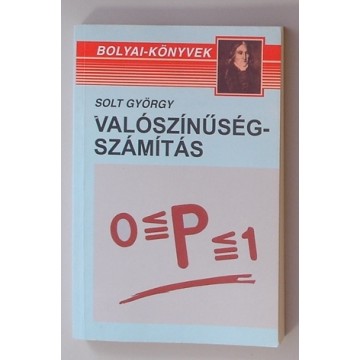 BOLYAI-KÖNYVEK
SOLT GYÖRGY
VALÓSZÍNŰSÉG-
SZÁMÍTÁS
0≦P≦1